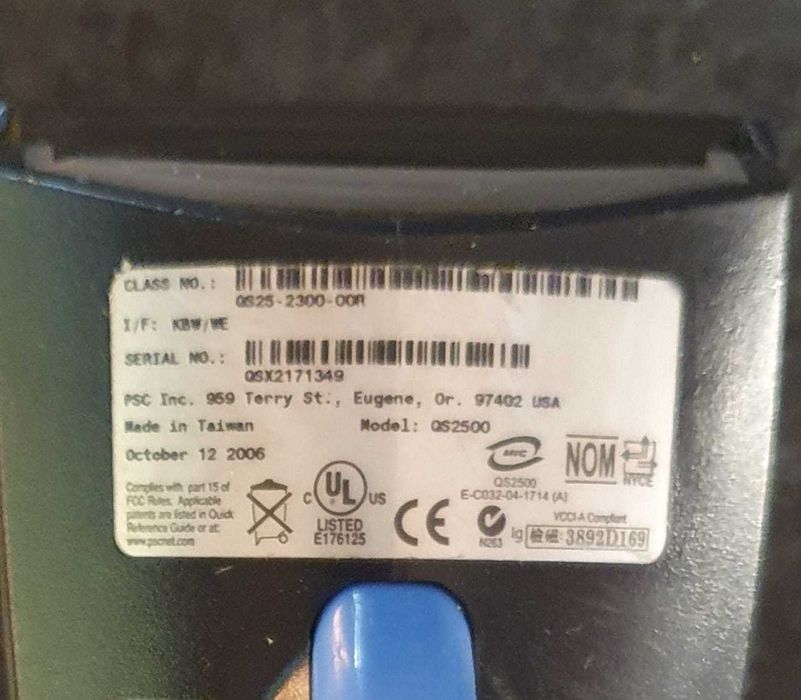 CLASS NO.:
QS25-2300-00R
I/F: KBW/WE
SERIAL NO.:
QSX2171349
PSC Inc. 959 Terry St., Eugene, Or. 97402 USA
Made in Taiwan Model: QS2500
October 12 2006
Complies with part 15 of
FCC Rules. Applicable
patents are listed in Quick
Reference Guide or at:
www.pscnet.com
C UL US
LISTED
E176125
CE
MIC
QS2500
E-C032-04-1714 (A)
N263
NOM
NYCE
VCCI-A Compliant
檢磁:3892D169